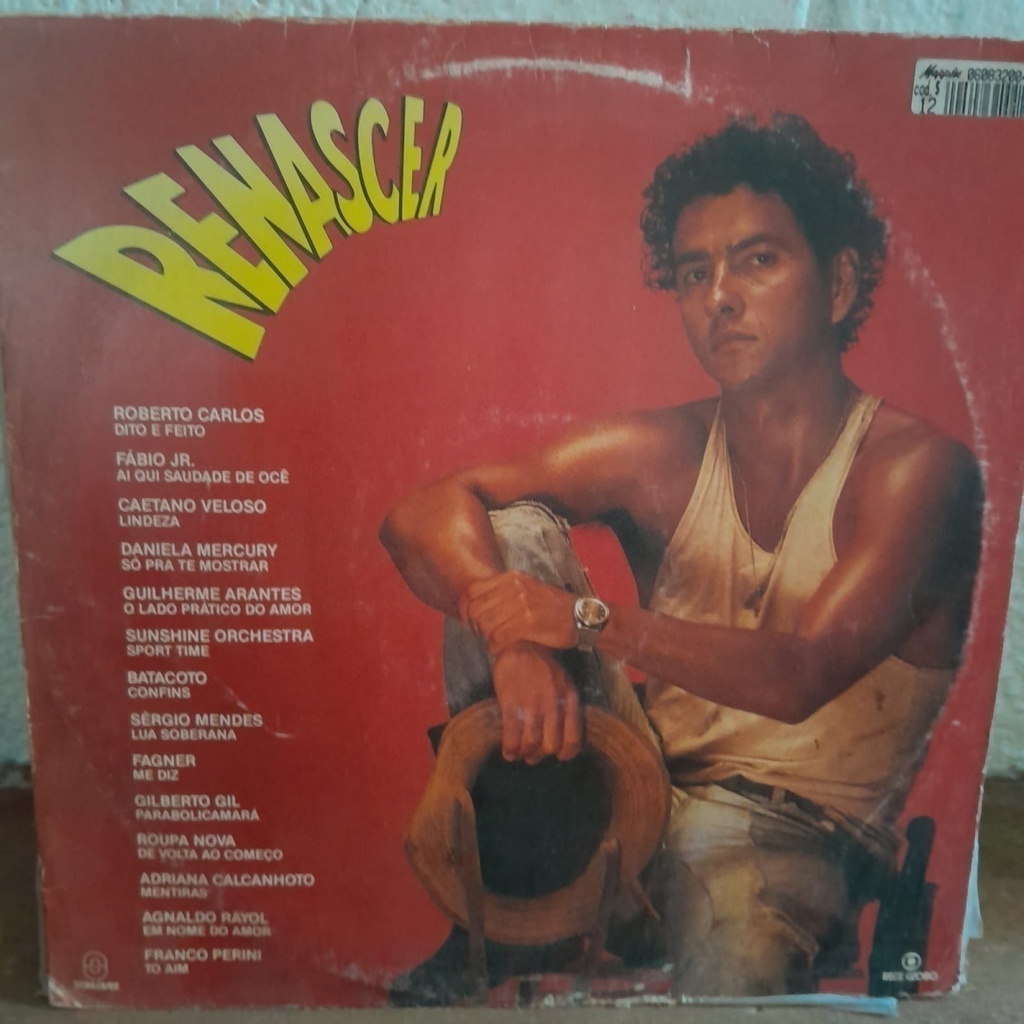 RENASCER
ROBERTO CARLOS
DITO E FEITO
FÁBIO JR.
AI QUI SAUDADE DE OCÊ
CAETANO VELOSO
LINDEZA
DANIELA MERCURY
SÓ PRA TE MOSTRAR
GUILHERME ARANTES
O LADO PRÁTICO DO AMOR
SUNSHINE ORCHESTRA
SPORT TIME
BATACOTO
CONFINS
SÉRGIO MENDES
LUA SOBERANA
FAGNER
ME DIZ
GILBERTO GIL
PARABOLICAMARÁ
ROUPA NOVA
DE VOLTA AO COMEÇO
ADRIANA CALCANHOTO
MENTIRAS
AGNALDO RAYOL
EM NOME DO AMOR
FRANCO PERINI
TO AIM
REDE GLOBO
cod. $
12